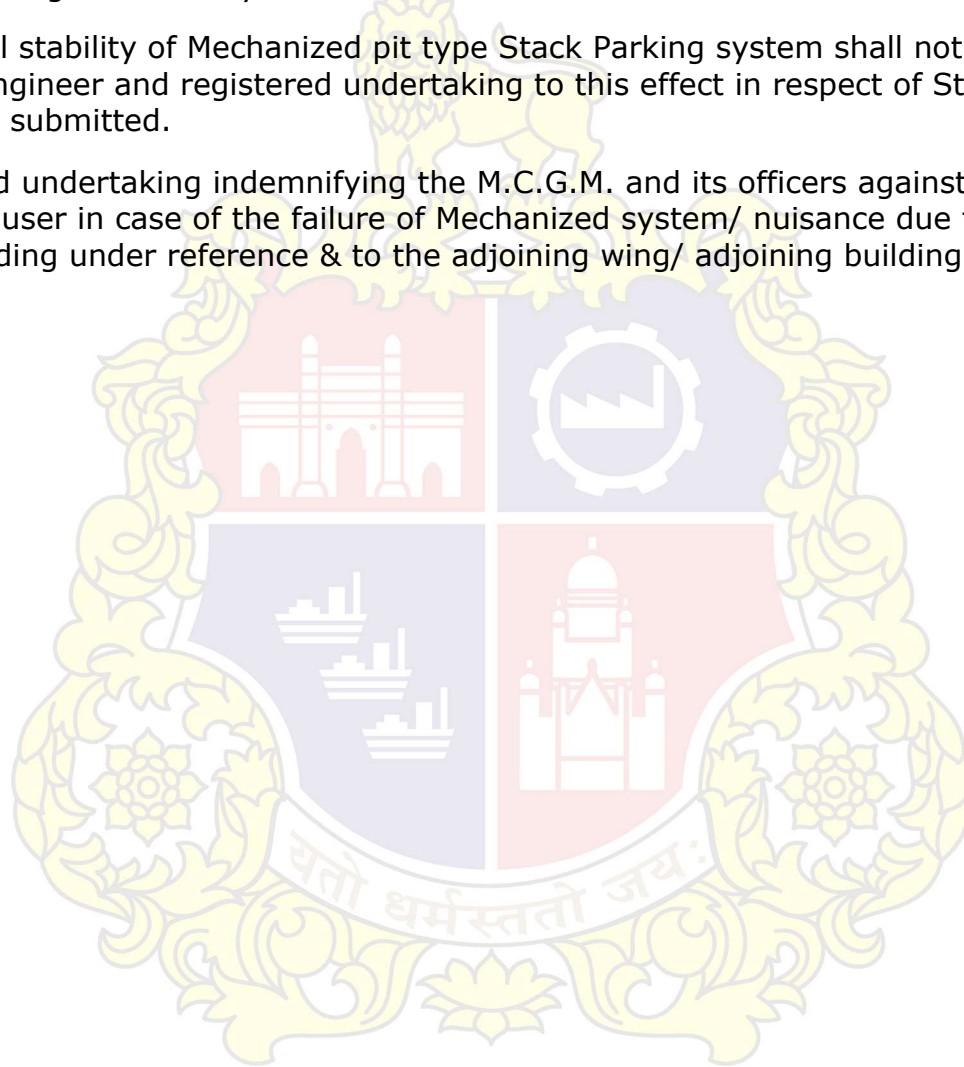 l stability of Mechanized pit type Stack Parking system shall not
ngineer and registered undertaking to this effect in respect of St
submitted.
d undertaking indemnifying the M.C.G.M. and its officers against
user in case of the failure of Mechanized system/ nuisance due
ding under reference & to the adjoining wing/ adjoining building
यतो धर्मस्ततो जय: